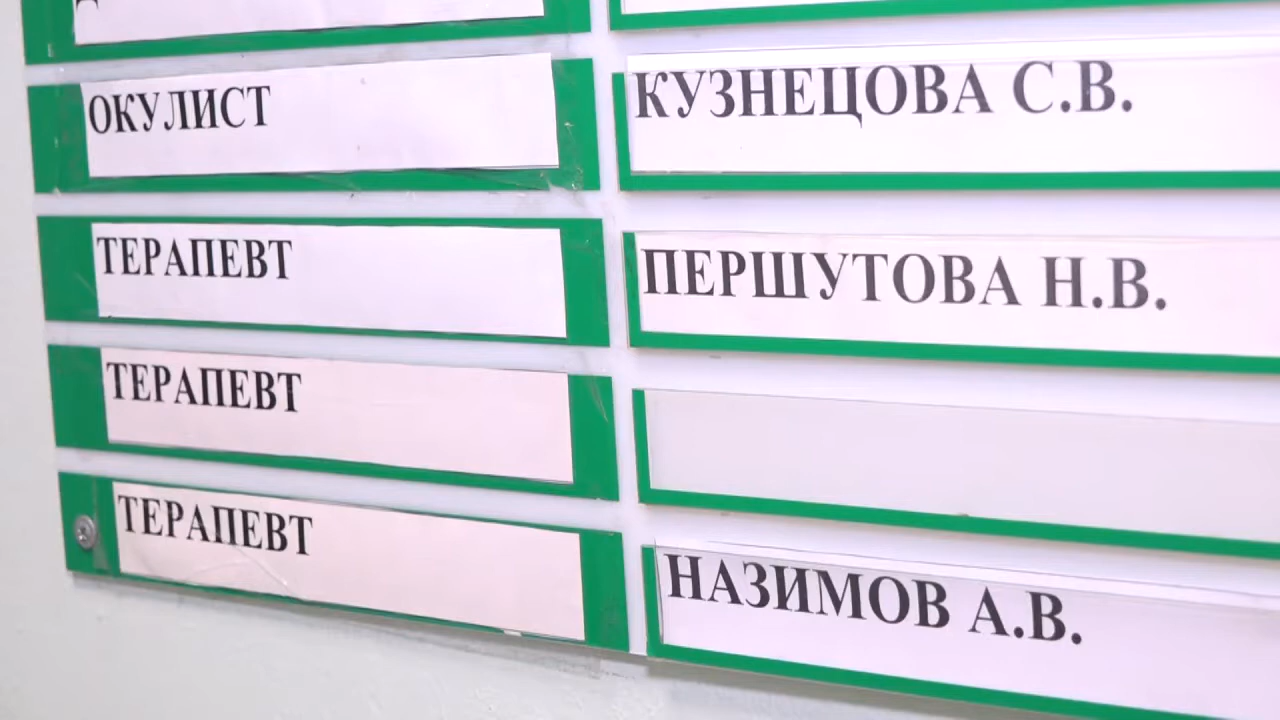 ОКУЛИСТ КУЗНЕЦОВА С.В.
ТЕРАПЕВТ ПЕРШУТОВА Н.В.
ТЕРАПЕВТ
ТЕРАПЕВТ НАЗИМОВ А.В.